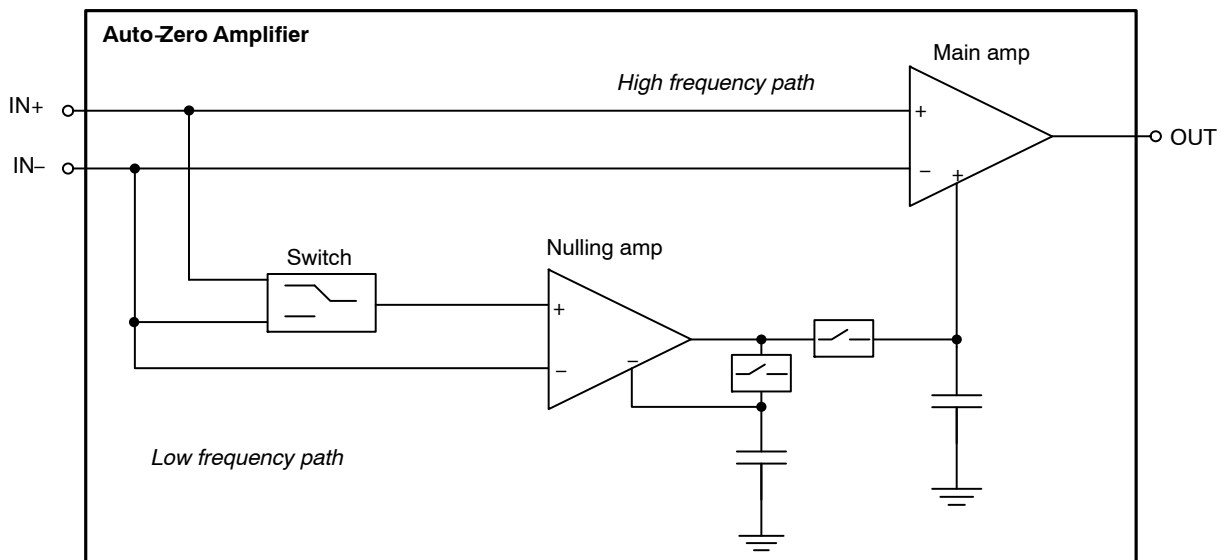 Auto-Zero Amplifier
Main amp
High frequency path
IN+
+
OUT
IN–
–
+
Switch
Nulling amp
+
–
–
Low frequency path